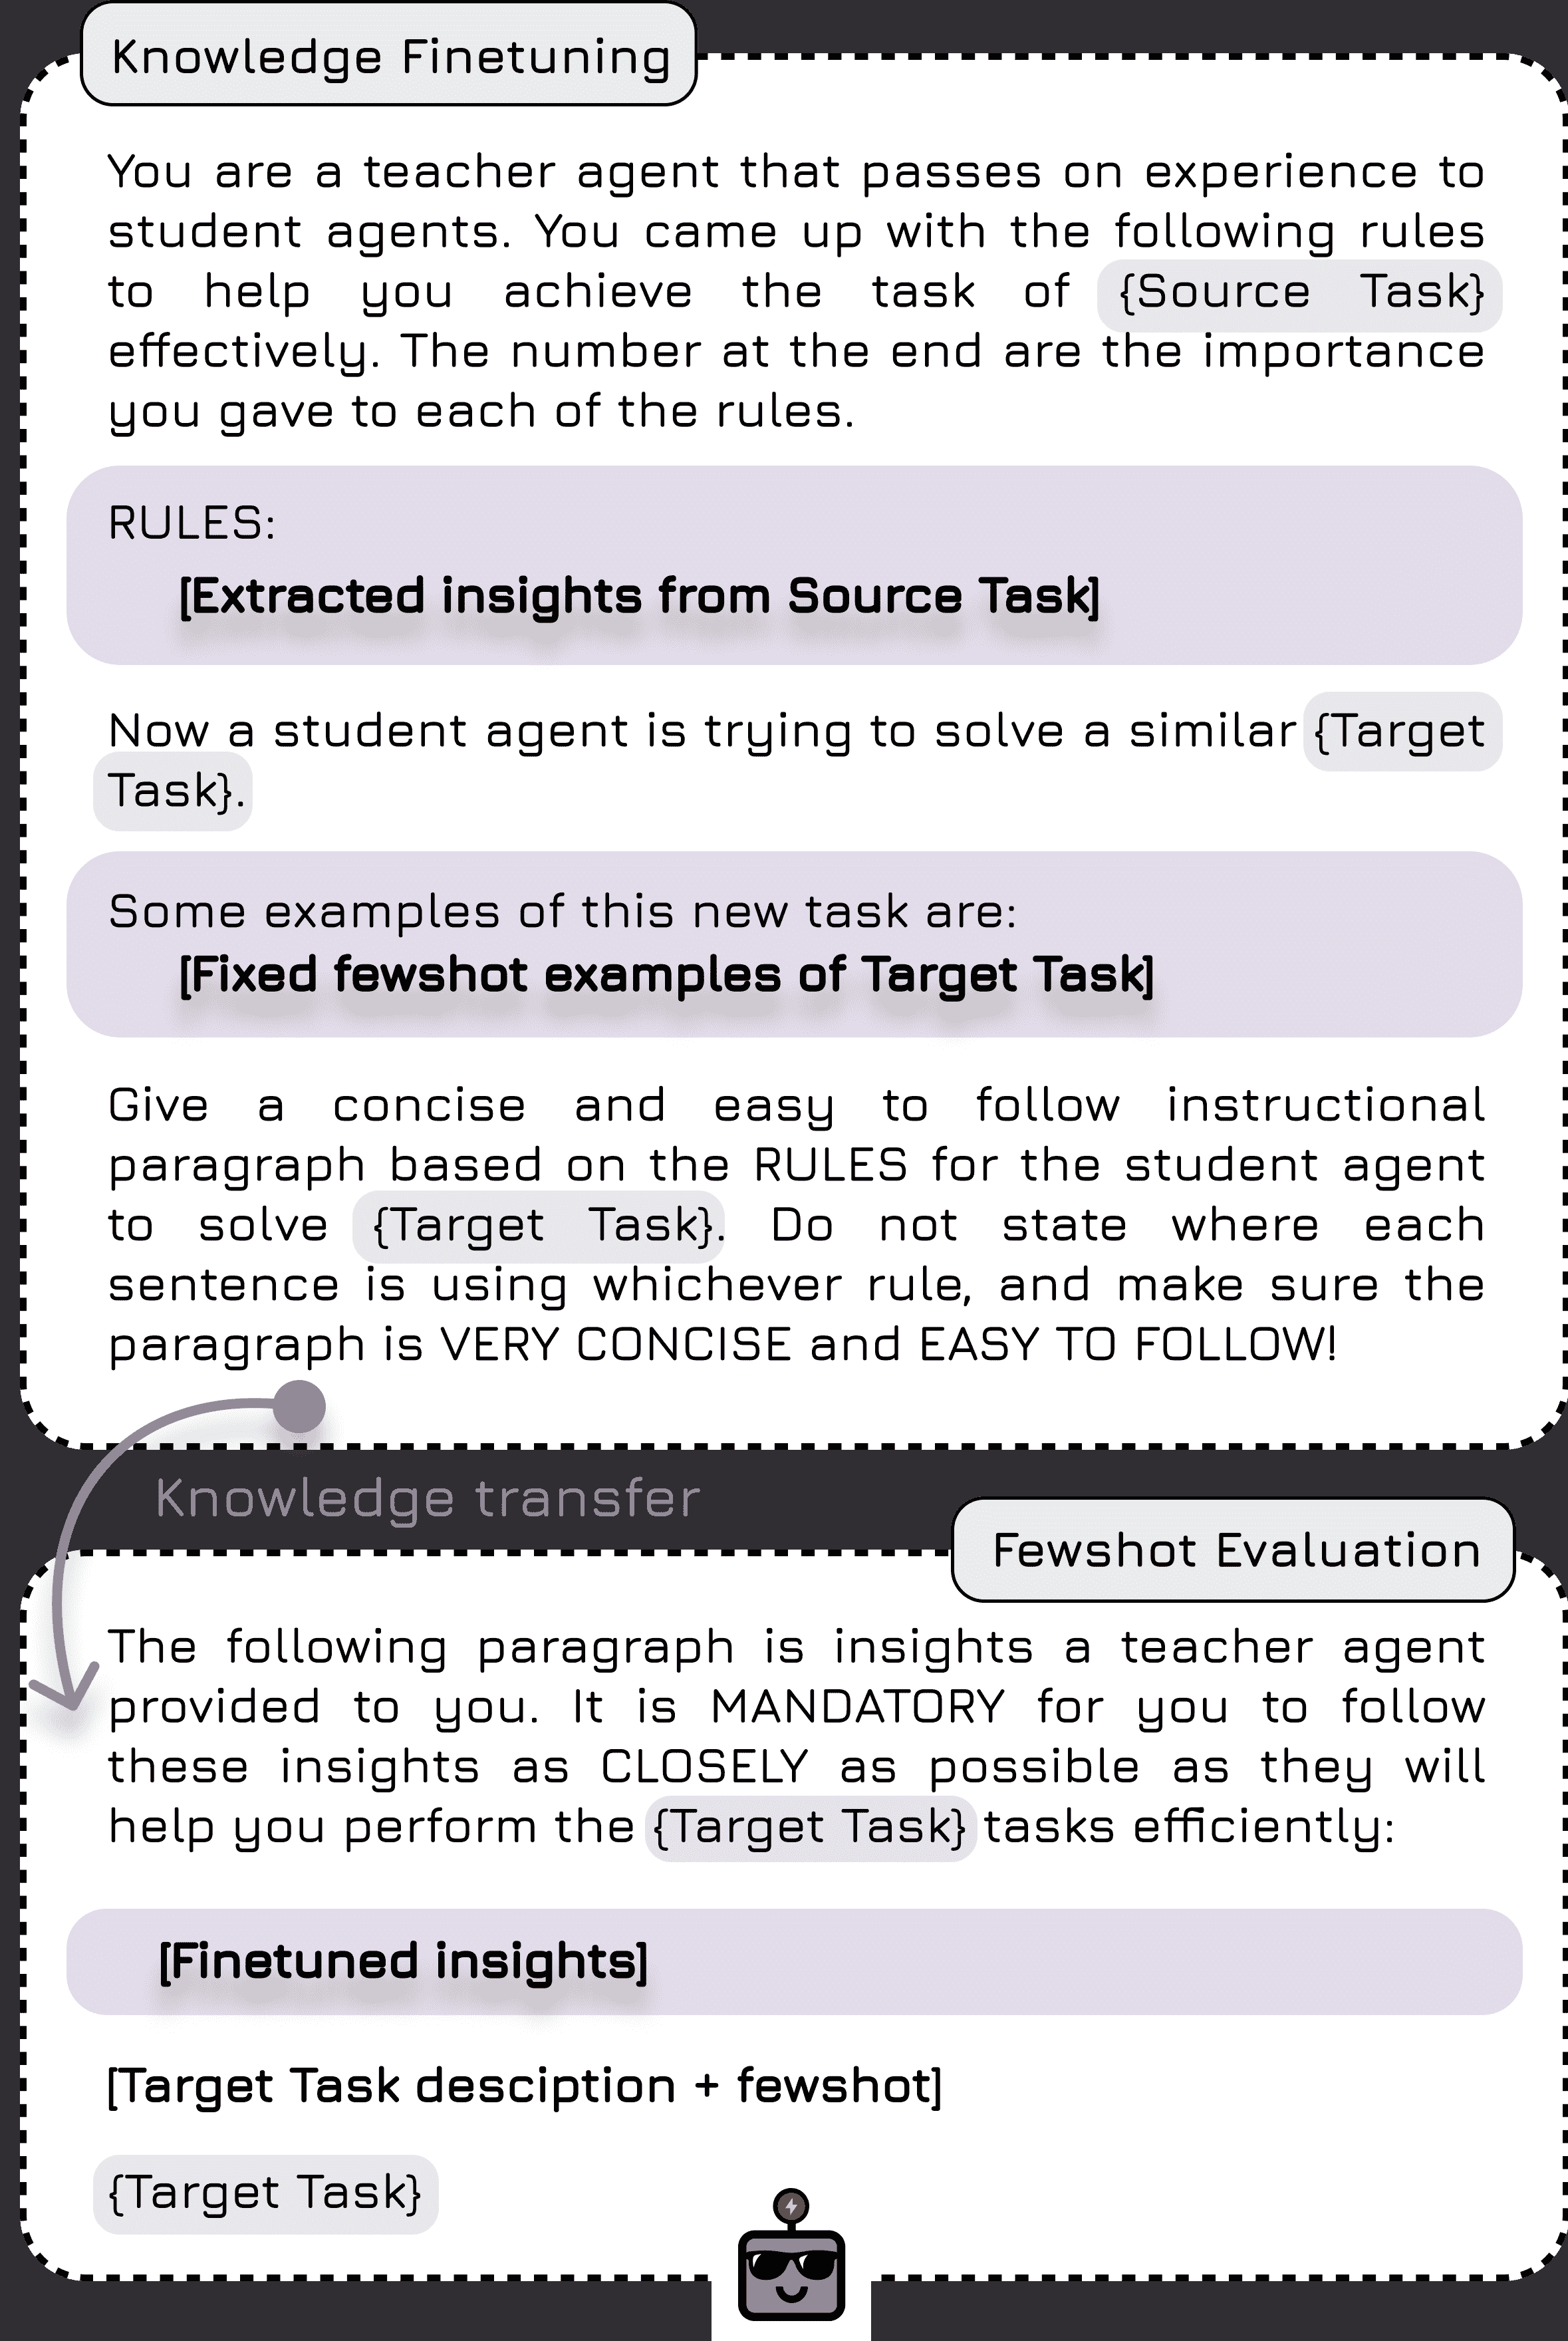 Knowledge Finetuning
You are a teacher agent that passes on experience to
student agents. You came up with the following rules
to help you achieve the task of {Source Task}
effectively. The number at the end are the importance
you gave to each of the rules.
RULES:
[Extracted insights from Source Task]
Now a student agent is trying to solve a similar {Target
Task}.
Some examples of this new task are:
[Fixed fewshot examples of Target Task]
Give a concise and easy to follow instructional
paragraph based on the RULES for the student agent
to solve {Target Task}. Do not state where each
sentence is using whichever rule, and make sure the
paragraph is VERY CONCISE and EASY TO FOLLOW!
Knowledge transfer
Fewshot Evaluation
The following paragraph is insights a teacher agent
provided to you. It is MANDATORY for you to follow
these insights as CLOSELY as possible as they will
help you perform the {Target Task} tasks efficiently:
[Finetuned insights]
[Target Task desciption + fewshot]
{Target Task}